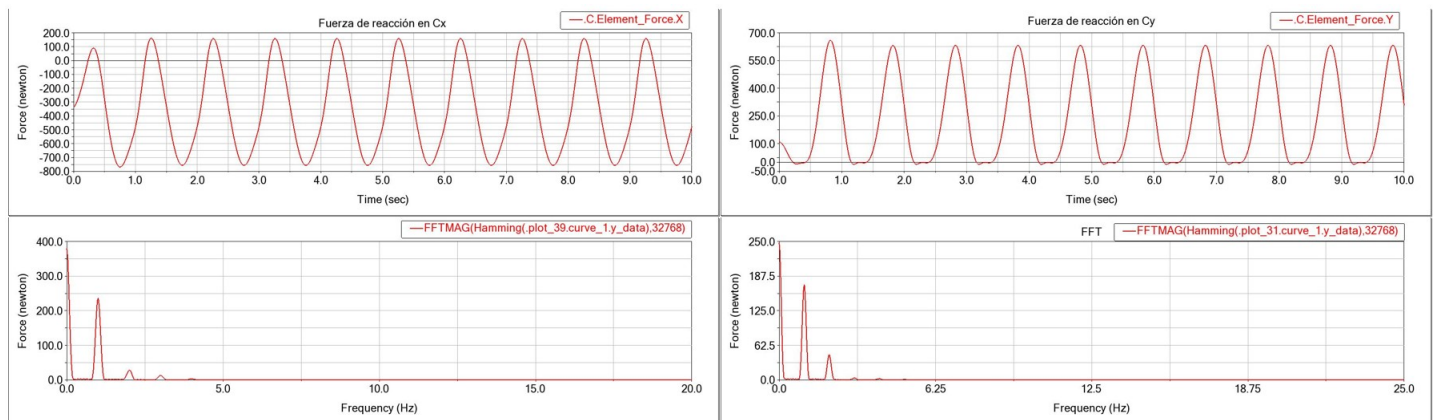 Fuerza de reacción en Cx
.C.Element_Force.X
200.0
100.0
0.0
-100.0
-200.0
-300.0
-400.0
-500.0
-600.0
-700.0
-800.0
Force (newton)
0.0 1.0 2.0 3.0 4.0 5.0 6.0 7.0 8.0 9.0 10.0
Time (sec)
Fuerza de reacción en Cy
.C.Element_Force.Y
700.0
550.0
400.0
250.0
100.0
0.0
-50.0
Force (newton)
0.0 1.0 2.0 3.0 4.0 5.0 6.0 7.0 8.0 9.0 10.0
Time (sec)
FFTMAG(Hamming(.plot_39.curve_1.y_data),32768)
400.0
300.0
200.0
100.0
0.0
Force (newton)
0.0 5.0 10.0 15.0 20.0
Frequency (Hz)
FFT
FFTMAG(Hamming(.plot_31.curve_1.y_data),32768)
250.0
187.5
125.0
62.5
0.0
Force (newton)
0.0 6.25 12.5 18.75 25.0
Frequency (Hz)